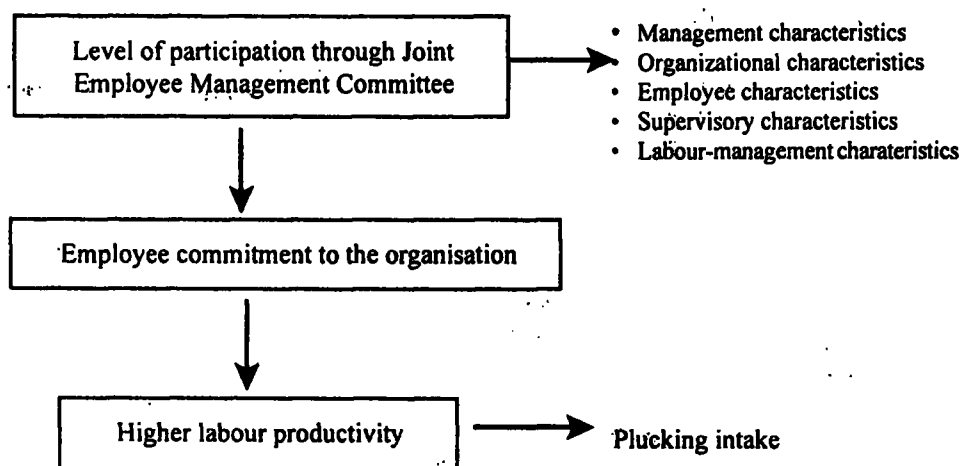 Level of participation through Joint
Employee Management Committee
• Management characteristics
• Organizational characteristics
• Employee characteristics
• Supervisory characteristics
• Labour-management charateristics
Employee commitment to the organisation
Higher labour productivity
Plucking intake